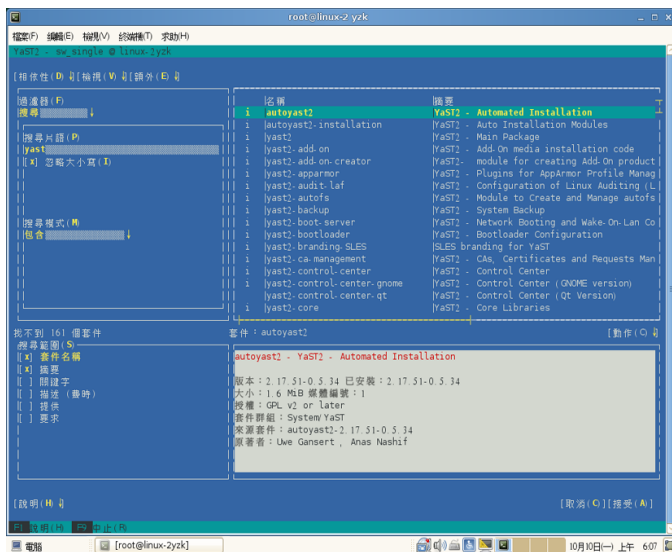 root@linux-2 yzk
檔案(F) 編輯(E) 檢視(V) 終端機(T) 求助(H)
YaST2 - sw_single @ linux-2yzk
[相依性(D)↓][檢視(V)↓][額外(E)↓]
過濾器(F)
搜尋
搜尋片語(P)
yast
[x] 忽略大小寫(I)
搜尋模式(M)
包含
名稱 摘要
i autoyast2 YaST2 - Automated Installation
i autoyast2-installation YaST2 - Auto Installation Modules
i yast2 YaST2 - Main Package
i yast2-add-on YaST2 - Add-On media installation code
i yast2-add-on-creator YaST2- module for creating Add-On product
i yast2-apparmor YaST2 - Plugins for AppArmor Profile Manag
i yast2-audit-laf YaST2 - Configuration of Linux Auditing (L
i yast2-autofs YaST2 - Module to Create and Manage autofs
i yast2-backup YaST2 - System Backup
i yast2-boot-server YaST2 - Network Booting and Wake-On-Lan Co
i yast2-bootloader YaST2 - Bootloader Configuration
yast2-branding-SLES SLES branding for YaST
i yast2-ca-management YaST2 - CAs, Certificates and Requests Man
i yast2-control-center YaST2 - Control Center
i yast2-control-center-gnome YaST2 - Control Center (GNOME version)
yast2-control-center-qt YaST2 - Control Center (Qt Version)
i yast2-core YaST2 - Core Libraries
找不到 161 個套件
套件：autoyast2 [動作(C)↓]
搜尋範圍(S)
[x] 套件名稱
[x] 摘要
[ ] 關鍵字
[ ] 描述 (費時)
[ ] 提供
[ ] 要求
autoyast2 - YaST2 - Automated Installation
版本：2.17.51-0.5.34 已安裝：2.17.51-0.5.34
大小：1.6 MiB 媒體編號：1
授權：GPL v2 or later
套件群組：System/YaST
來源套件：autoyast2-2.17.51-0.5.34
原著者：Uwe Gansert , Anas Nashif
[說明(H)↓] [取消(C)][接受(A)]
F1 說明(H) F9 中止(R)
電腦 [root@linux-2yzk] 10月10日(一) 上午 6:07